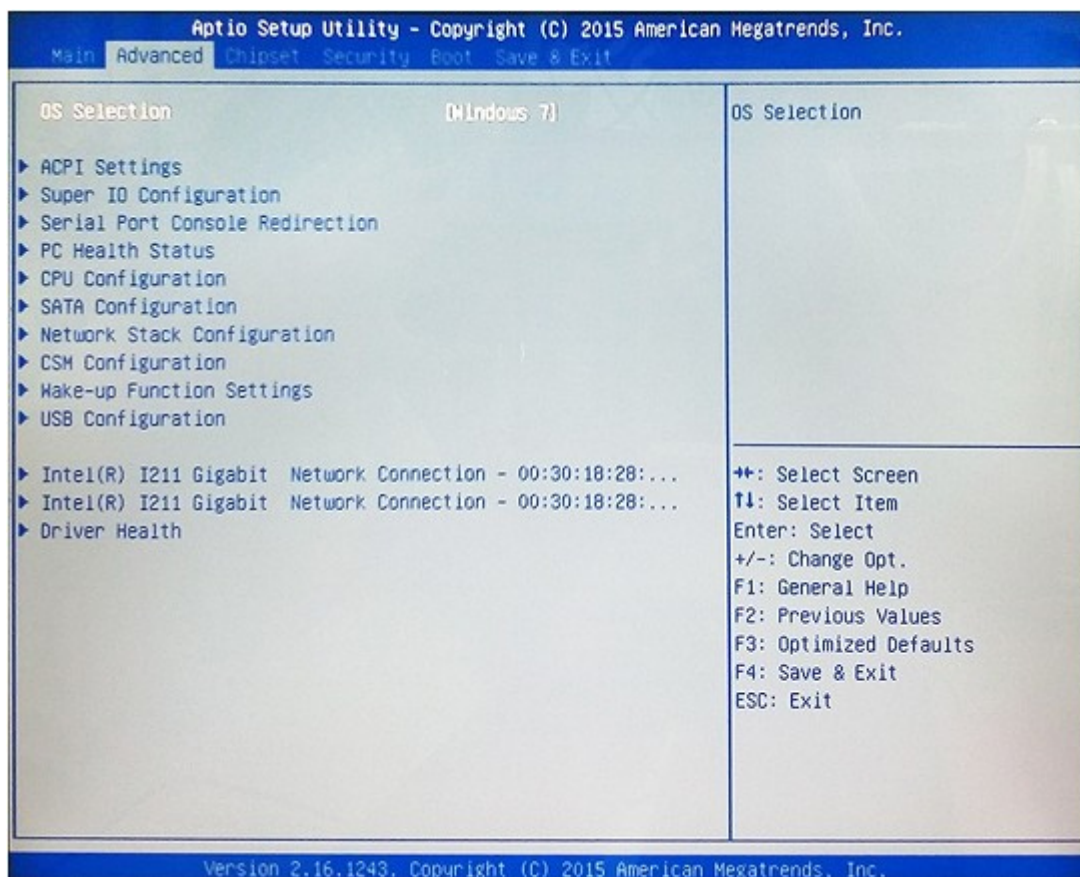 Aptio Setup Utility - Copyright (C) 2015 American Megatrends, Inc.
Main Advanced Chipset Security Boot Save & Exit
OS Selection [Windows 7]
ACPI Settings
Super IO Configuration
Serial Port Console Redirection
PC Health Status
CPU Configuration
SATA Configuration
Network Stack Configuration
CSM Configuration
Wake-up Function Settings
USB Configuration
Intel(R) I211 Gigabit Network Connection - 00:30:18:28:...
Intel(R) I211 Gigabit Network Connection - 00:30:18:28:...
Driver Health
OS Selection
→←: Select Screen
↑↓: Select Item
Enter: Select
+/-: Change Opt.
F1: General Help
F2: Previous Values
F3: Optimized Defaults
F4: Save & Exit
ESC: Exit
Version 2.16.1243. Copyright (C) 2015 American Megatrends, Inc.